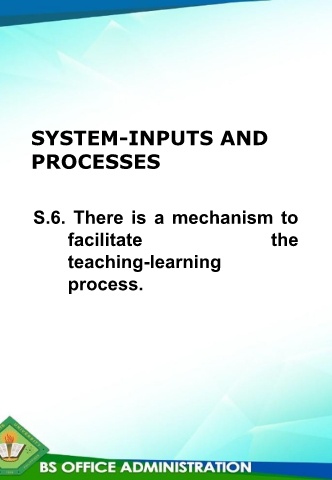 SYSTEM-INPUTS AND
PROCESSES
S.6. There is a mechanism to
facilitate the
teaching-learning
process.
BS OFFICE ADMINISTRATION